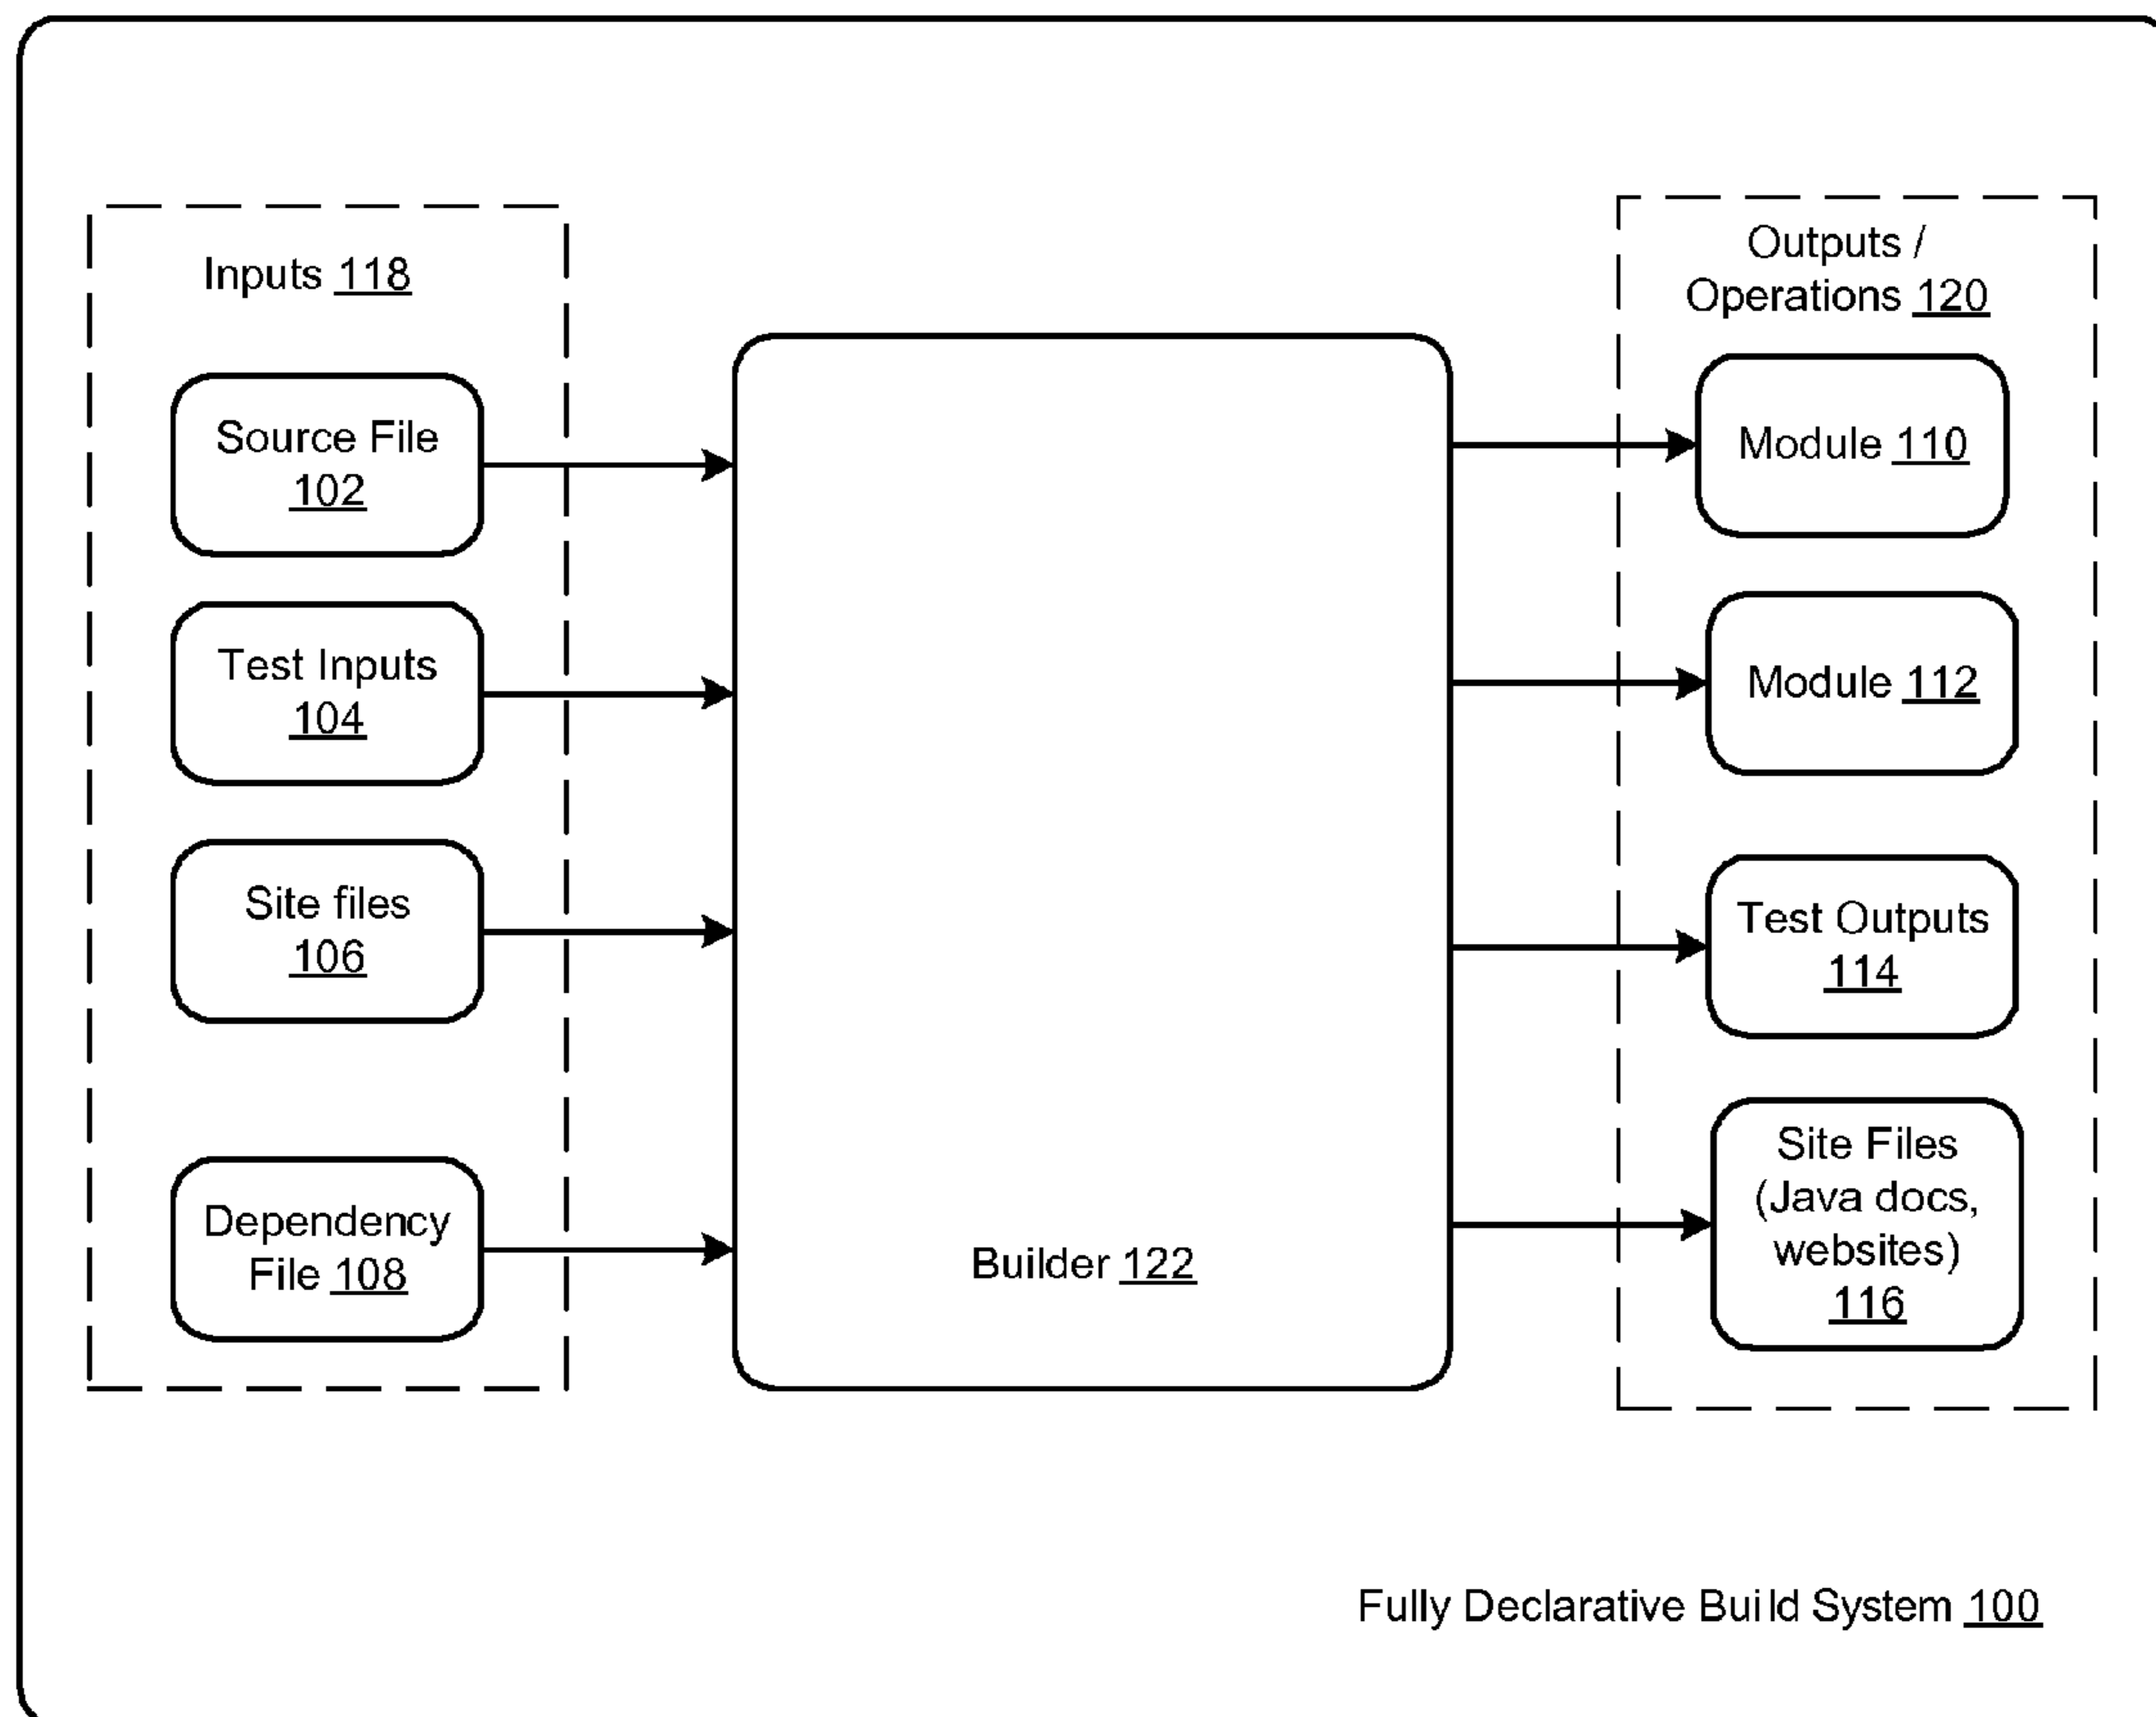 Inputs 118
Source File
102
Test Inputs
104
Site files
106
Dependency
File 108
Builder 122
Outputs /
Operations 120
Module 110
Module 112
Test Outputs
114
Site Files
(Java docs,
websites)
116
Fully Declarative Build System 100